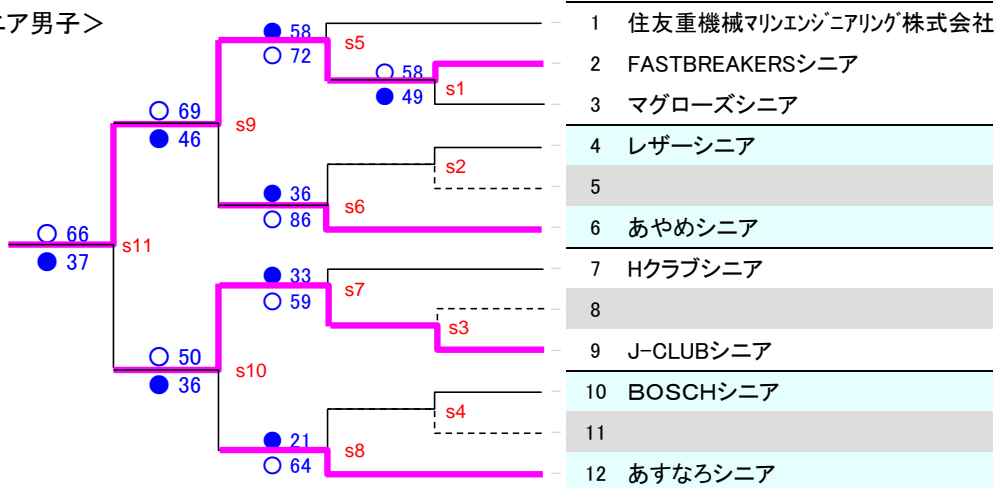 ニア男子＞
1 住友重機械マリンエンジニアリング株式会社
2 FASTBREAKERSシニア
3 マグローズシニア
4 レザーシニア
5
6 あやめシニア
7 Hクラブシニア
8
9 J-CLUBシニア
10 BOSCHシニア
11
12 あすなろシニア
● 58
○ 72
s5
○ 58
● 49
s1
○ 69
● 46
s9
s2
● 36
○ 86
s6
○ 66
● 37
s11
● 33
○ 59
s7
s3
○ 50
● 36
s10
s4
● 21
○ 64
s8